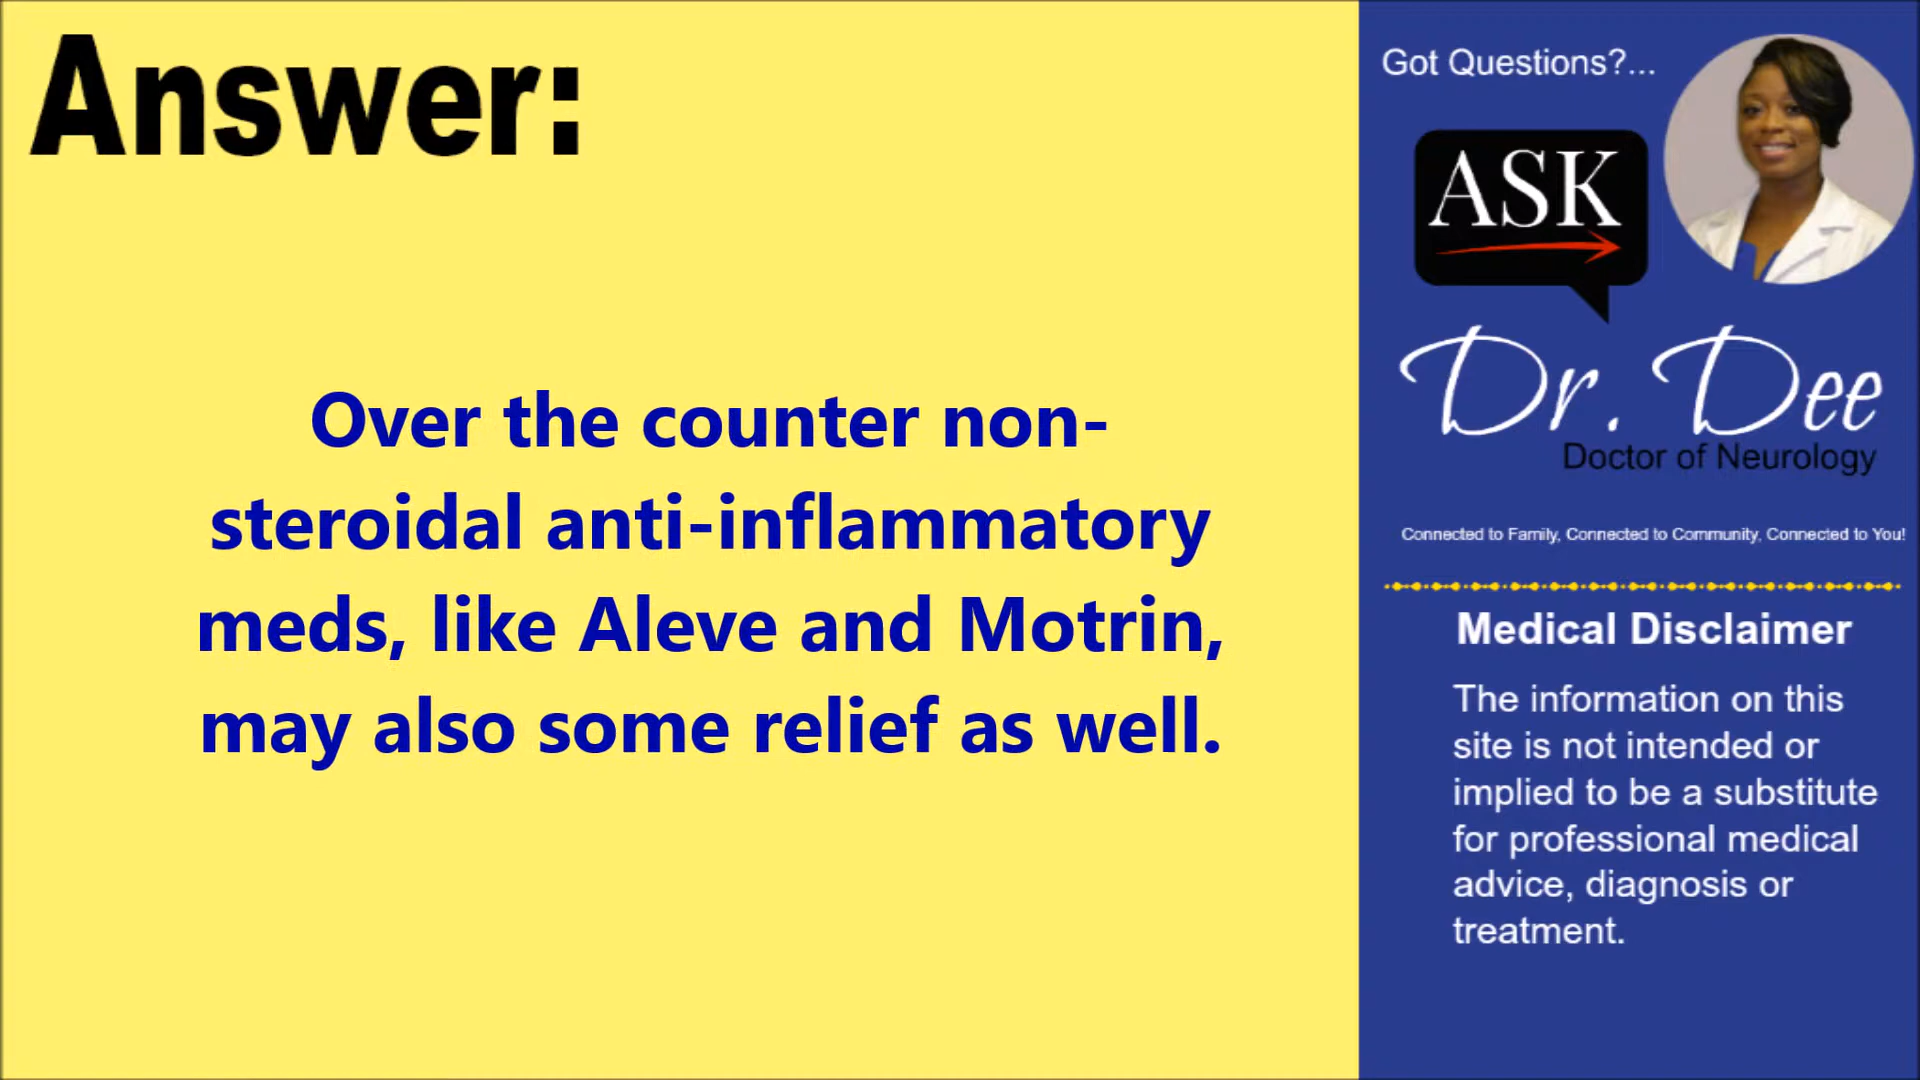 Answer:
Over the counter non-
steroidal anti-inflammatory
meds, like Aleve and Motrin,
may also some relief as well.
Got Questions?...
ASK
Dr. Dee
Doctor of Neurology
Connected to Family, Connected to Community, Connected to You!
Medical Disclaimer
The information on this
site is not intended or
implied to be a substitute
for professional medical
advice, diagnosis or
treatment.